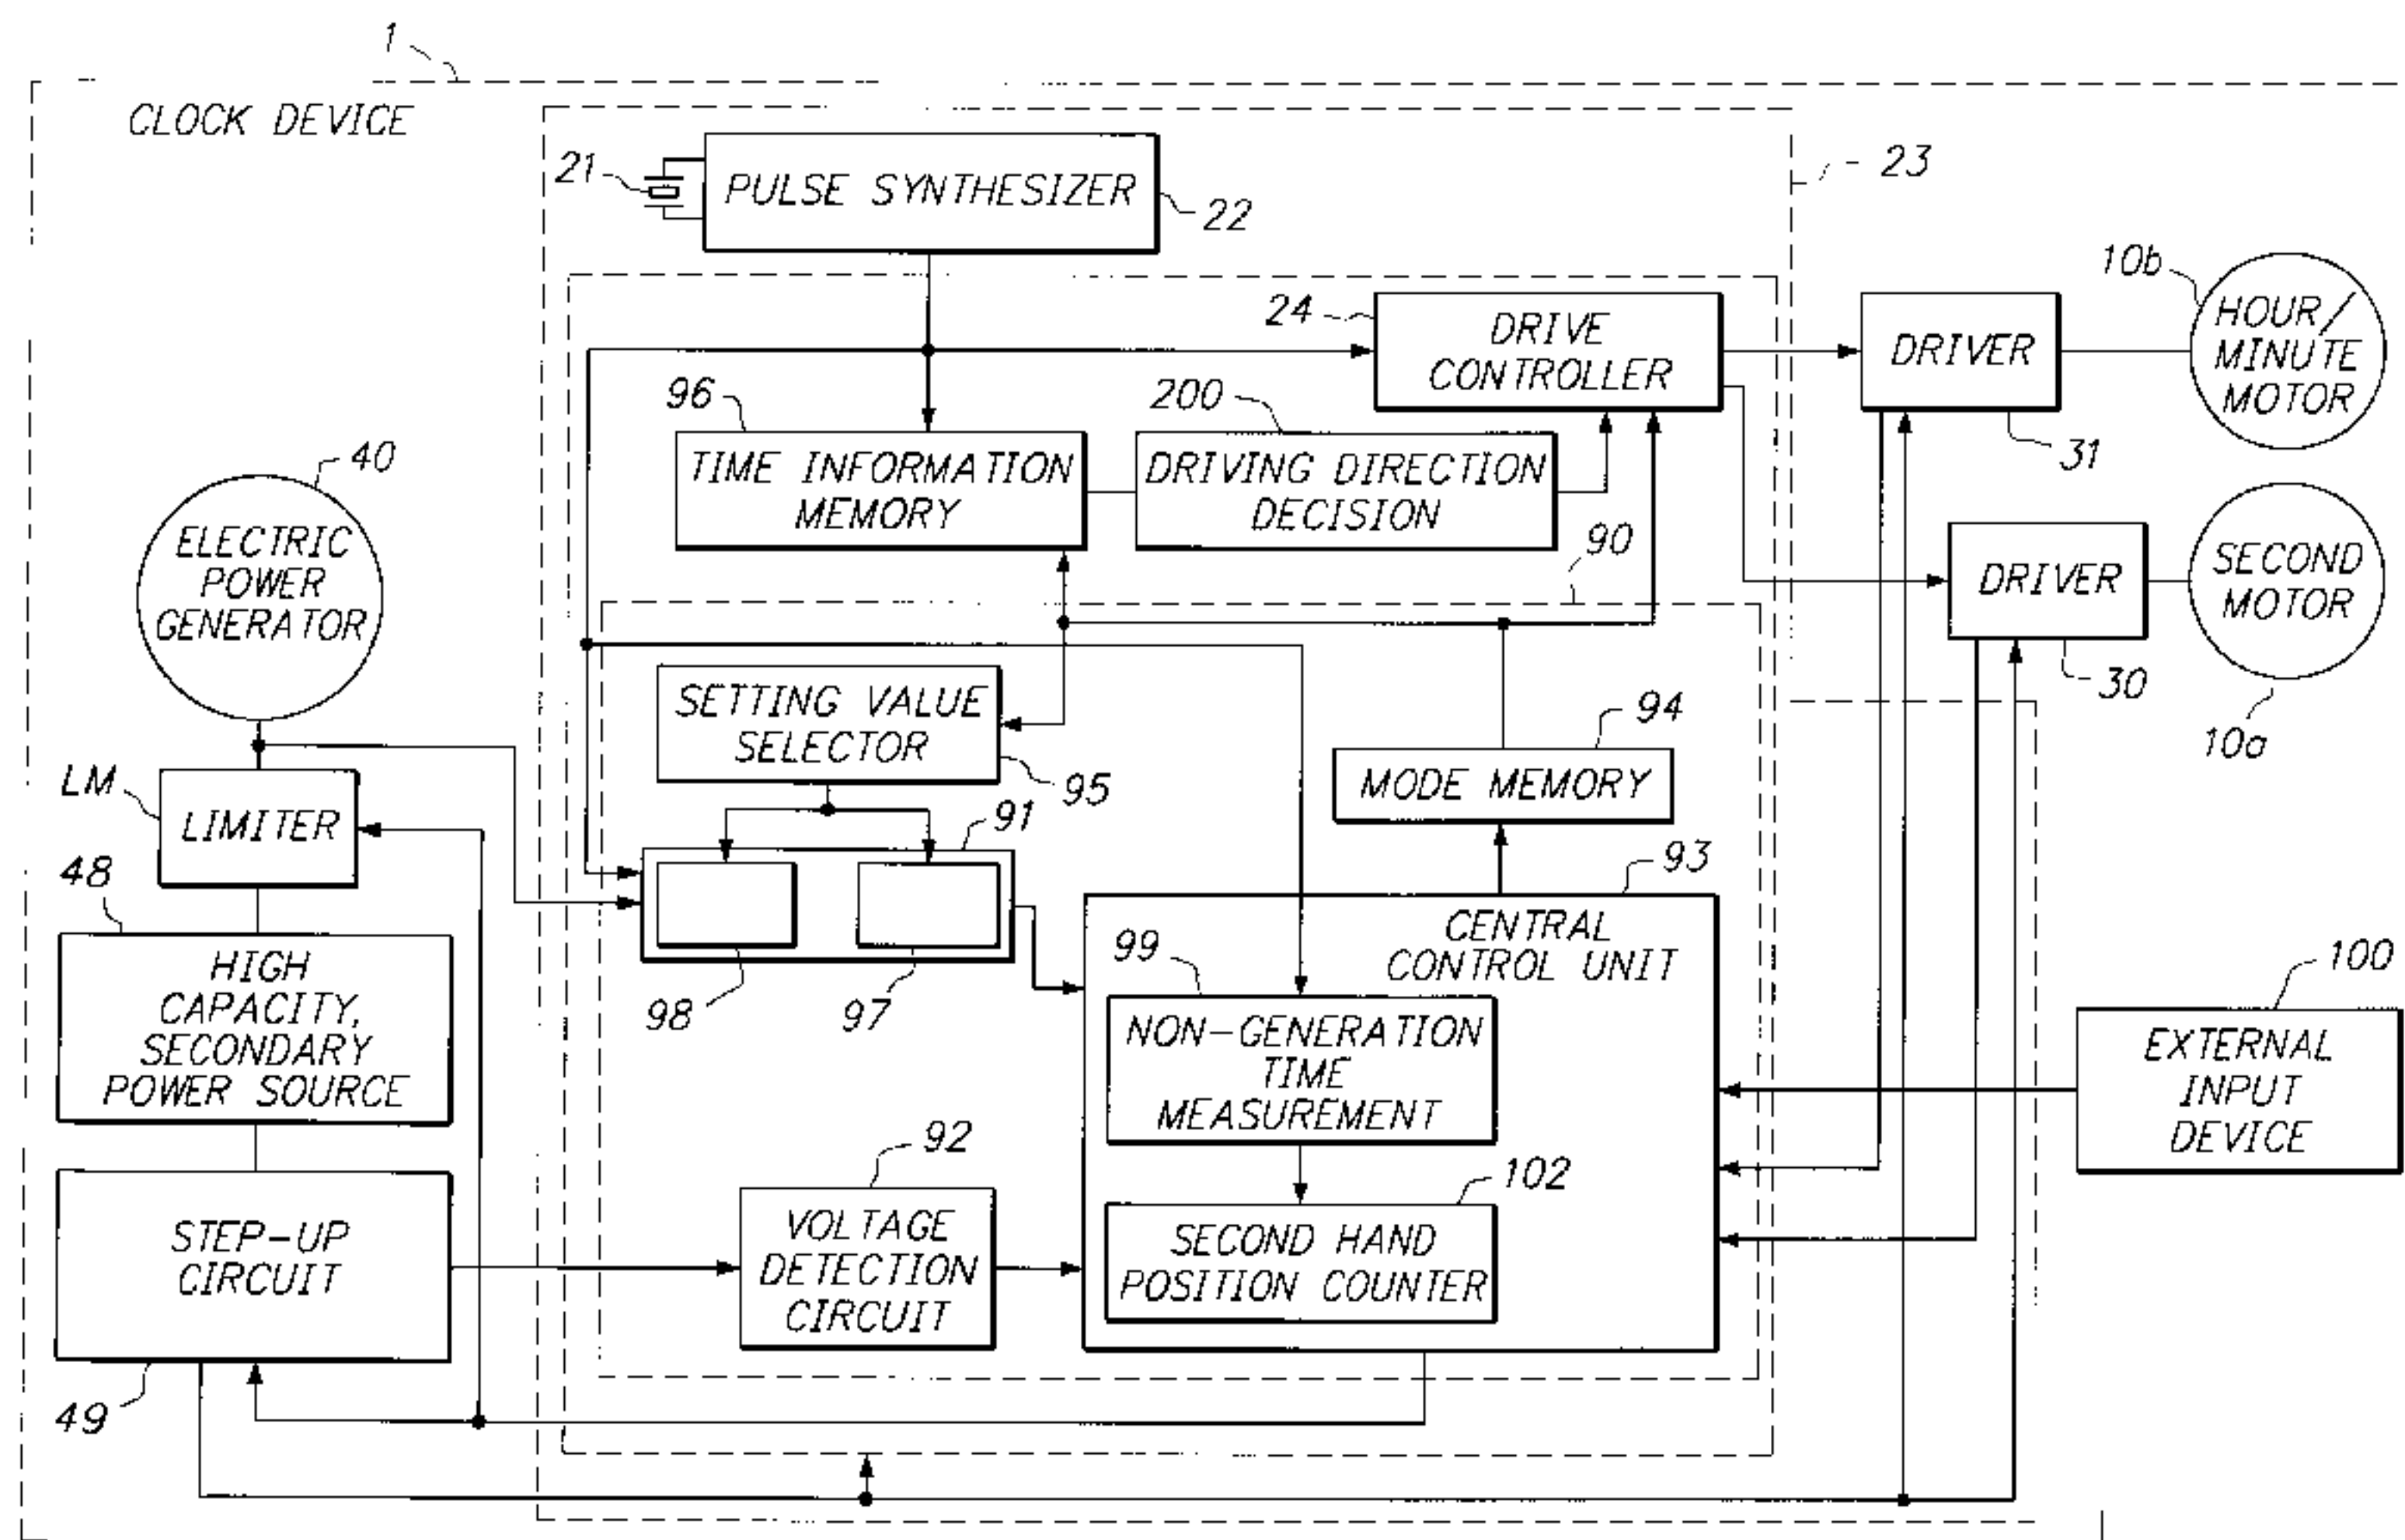 1
CLOCK DEVICE
21
PULSE SYNTHESIZER
22
23
24
DRIVE
CONTROLLER
DRIVER
31
10b
HOUR/
MINUTE
MOTOR
96
TIME INFORMATION
MEMORY
200
DRIVING DIRECTION
DECISION
90
DRIVER
30
SECOND
MOTOR
10a
40
ELECTRIC
POWER
GENERATOR
SETTING VALUE
SELECTOR
95
94
MODE MEMORY
LM
LIMITER
91
98
97
93
CENTRAL
CONTROL UNIT
48
HIGH
CAPACITY,
SECONDARY
POWER SOURCE
99
NON-GENERATION
TIME
MEASUREMENT
100
EXTERNAL
INPUT
DEVICE
STEP-UP
CIRCUIT
49
92
VOLTAGE
DETECTION
CIRCUIT
102
SECOND HAND
POSITION COUNTER